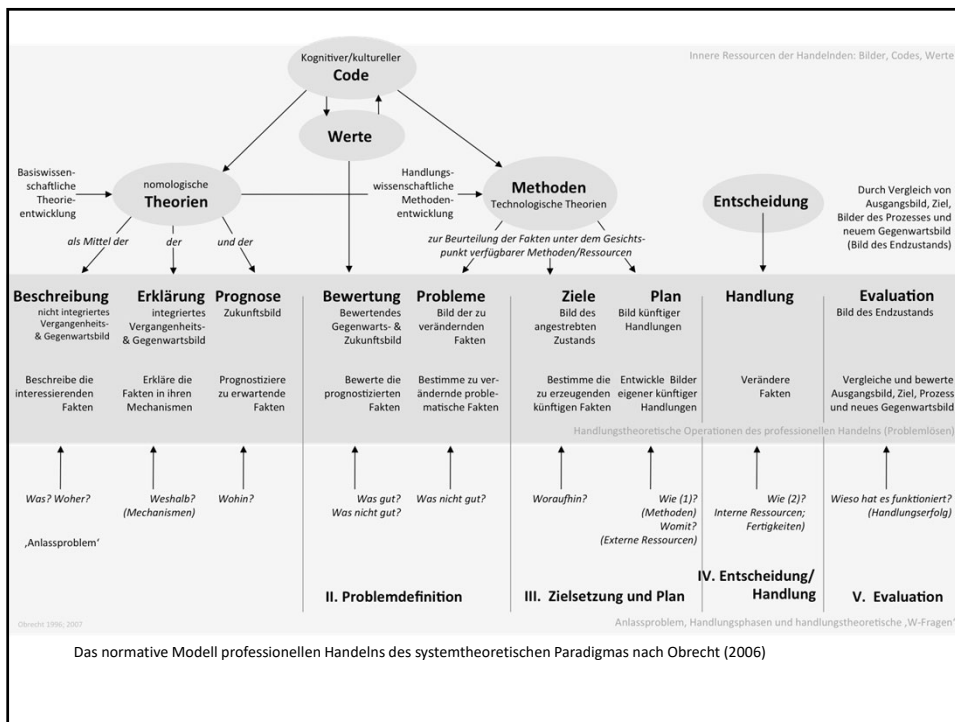 Innere Ressourcen der Handelnden: Bilder, Codes, Werte
Kognitiver/kultureller
Code
Werte
Basiswissen-
schaftliche
Theorie-
entwicklung
nomologische
Theorien
Handlungs-
wissenschaftliche
Methoden-
entwicklung
Methoden
Technologische Theorien
Entscheidung
Durch Vergleich von
Ausgangsbild, Ziel,
Bilder des Prozesses und
neuem Gegenwartsbild
(Bild des Endzustands)
als Mittel der
der
und der
zur Beurteilung der Fakten unter dem Gesichts-
punkt verfügbarer Methoden/Ressourcen
Beschreibung
nicht integriertes
Vergangenheits-
& Gegenwartsbild
Beschreibe die
interessierenden
Fakten
Erklärung
integriertes
Vergangenheits-
& Gegenwartsbild
Erkläre die
Fakten in ihren
Mechanismen
Prognose
Zukunftsbild
Prognostiziere
zu erwartende
Fakten
Bewertung
Bewertendes
Gegenwarts- &
Zukunftsbild
Bewerte die
prognostizierten
Fakten
Probleme
Bild der zu
verändernden
Fakten
Bestimme zu ver-
ändernde proble-
matische Fakten
Ziele
Bild des
angestrebten
Zustands
Bestimme die
zu erzeugenden
künftigen Fakten
Plan
Bild künftiger
Handlungen
Entwickle Bilder
eigener künftiger
Handlungen
Handlung
Verändere
Fakten
Evaluation
Bild des Endzustands
Vergleiche und bewerte
Ausgangsbild, Ziel, Prozess
und neues Gegenwartsbild
Handlungstheoretische Operationen des professionellen Handelns (Problemlösen)
Was? Woher?
Weshalb?
(Mechanismen)
Wohin?
Was gut?
Was nicht gut?
Was nicht gut?
Woraufhin?
Wie (1)?
(Methoden)
Womit?
(Externe Ressourcen)
Wie (2)?
Interne Ressourcen;
Fertigkeiten)
Wieso hat es funktioniert?
(Handlungserfolg)
‚Anlassproblem‘
II. Problemdefinition
III. Zielsetzung und Plan
IV. Entscheidung/
Handlung
V. Evaluation
Obrecht 1996; 2007
Anlassproblem, Handlungsphasen und handlungstheoretische ‚W-Fragen‘
Das normative Modell professionellen Handelns des systemtheoretischen Paradigmas nach Obrecht (2006)